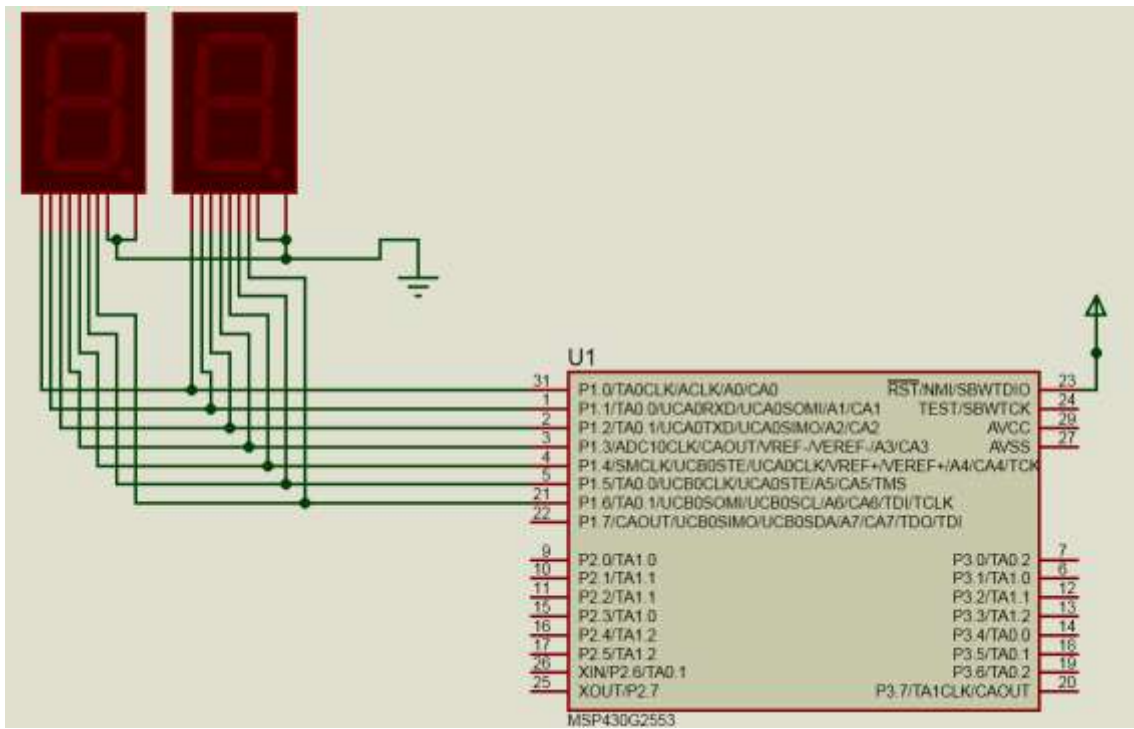 U1
31 P1.0/TA0CLK/ACLK/A0/CA0 RST/NMI/SBWTDIO 23
1 P1.1/TA0.0/UCA0RXD/UCA0SOMI/A1/CA1 TEST/SBWTCK 24
2 P1.2/TA0.1/UCA0TXD/UCA0SIMO/A2/CA2 AVCC 29
3 P1.3/ADC10CLK/CAOUT/VREF-/VEREF-/A3/CA3 AVSS 27
4 P1.4/SMCLK/UCB0STE/UCA0CLK/VREF+/VEREF+/A4/CA4/TCK
5 P1.5/TA0.0/UCB0CLK/UCA0STE/A5/CA5/TMS
21 P1.6/TA0.1/UCB0SOMI/UCB0SCL/A6/CA6/TDI/TCLK
22 P1.7/CAOUT/UCB0SIMO/UCB0SDA/A7/CA7/TDO/TDI
9 P2.0/TA1.0 P3.0/TA0.2 7
10 P2.1/TA1.1 P3.1/TA1.0 6
11 P2.2/TA1.1 P3.2/TA1.1 12
15 P2.3/TA1.0 P3.3/TA1.2 13
16 P2.4/TA1.2 P3.4/TA0.0 14
17 P2.5/TA1.2 P3.5/TA0.1 18
26 XIN/P2.6/TA0.1 P3.6/TA0.2 19
25 XOUT/P2.7 P3.7/TA1CLK/CAOUT 20
MSP430G2553